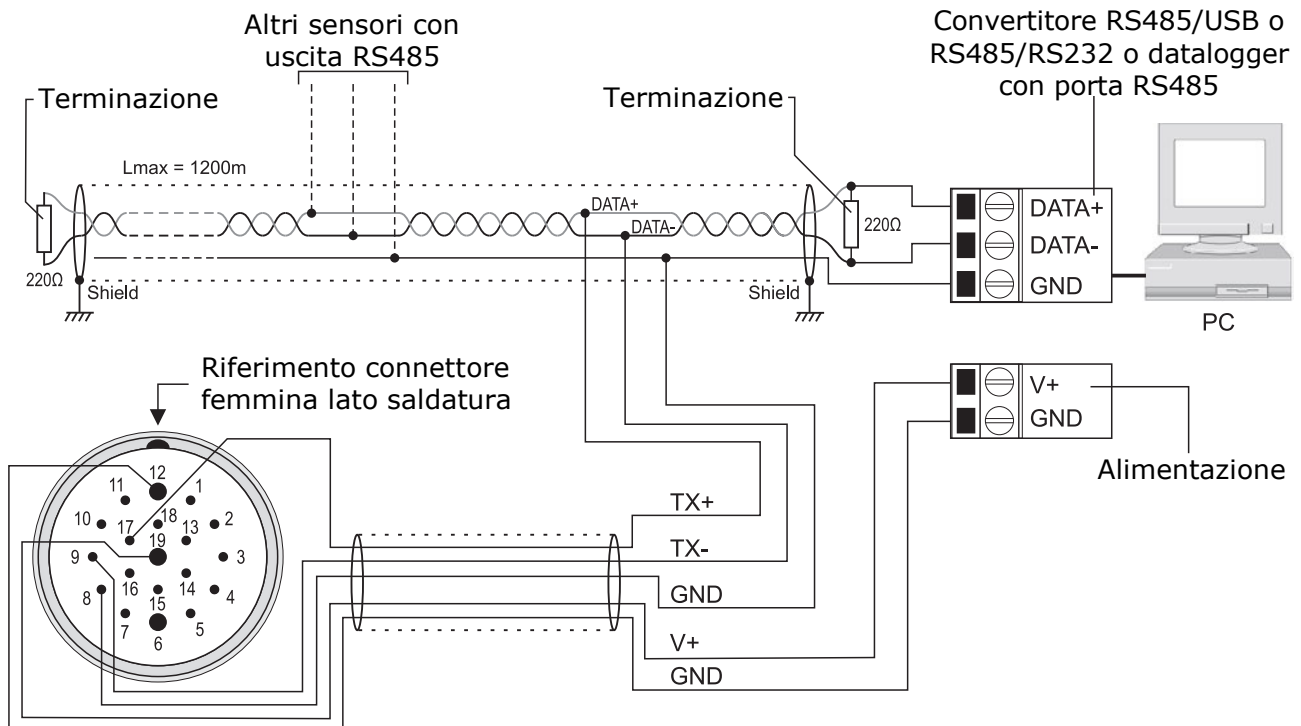 Altri sensori con
uscita RS485
Convertitore RS485/USB o
RS485/RS232 o datalogger
con porta RS485
Terminazione
Terminazione
Lmax = 1200m
DATA+
DATA-
220Ω
220Ω
Shield
Shield
DATA+
DATA-
GND
PC
Riferimento connettore
femmina lato saldatura
V+
GND
Alimentazione
12
11
1
10
17
18
13
2
19
9
3
16
14
8
15
4
7
5
6
TX+
TX-
GND
V+
GND